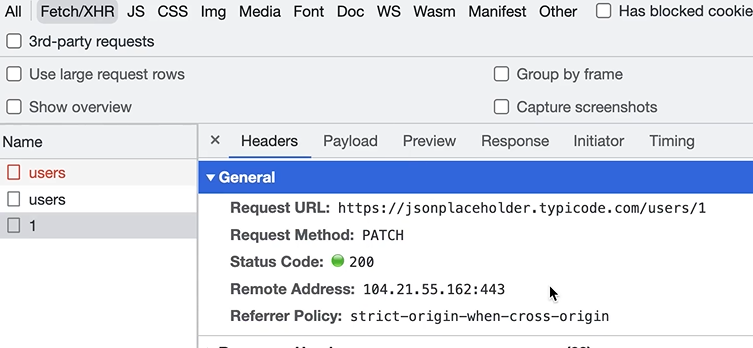 All Fetch/XHR JS CSS Img Media Font Doc WS Wasm Manifest Other Has blocked cookie
3rd-party requests
Use large request rows Group by frame
Show overview Capture screenshots
Name × Headers Payload Preview Response Initiator Timing
users
users
1
▼ General
Request URL: https://jsonplaceholder.typicode.com/users/1
Request Method: PATCH
Status Code: 200
Remote Address: 104.21.55.162:443
Referrer Policy: strict-origin-when-cross-origin